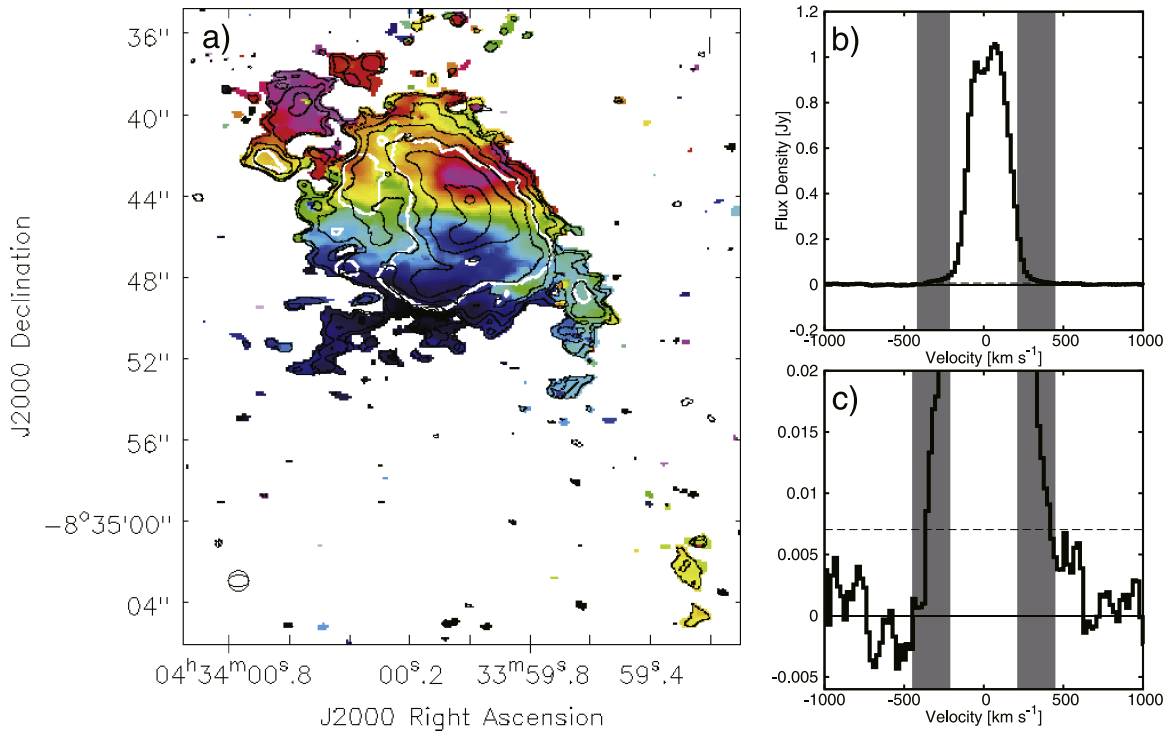 a)
36''
40''
44''
48''
52''
56''
−8°35'00''
04''
J2000 Declination
04ʰ34ᵐ00ˢ.8
00ˢ.2
33ᵐ59ˢ.8
59ˢ.4
J2000 Right Ascension
b)
Flux Density [Jy]
1.2
1
0.8
0.6
0.4
0.2
0
-0.2
-1000
-500
0
500
1000
Velocity [km s⁻¹]
c)
0.02
0.015
0.01
0.005
0
-0.005
-1000
-500
0
500
1000
Velocity [km s⁻¹]